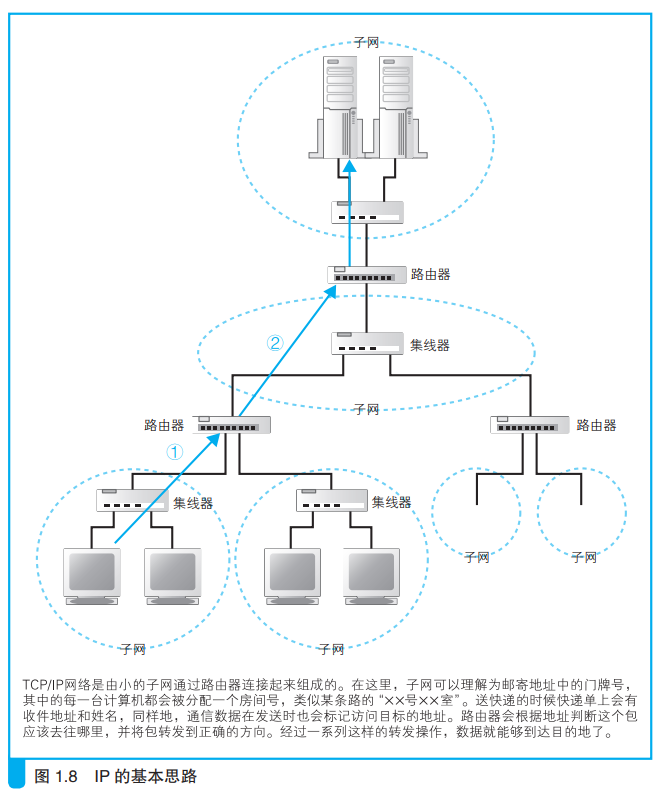 子网
路由器
集线器
②
子网
路由器
路由器
①
集线器
集线器
子网
子网
子网
子网
TCP/IP网络是由小的子网通过路由器连接起来组成的。在这里，子网可以理解为邮寄地址中的门牌号，
其中的每一台计算机都会被分配一个房间号，类似某条路的“××号××室”。送快递的时候快递单上会有
收件地址和姓名，同样地，通信数据在发送时也会标记访问目标的地址。路由器会根据地址判断这个包
应该去往哪里，并将包转发到正确的方向。经过一系列这样的转发操作，数据就能够到达目的地了。
图 1.8 IP 的基本思路